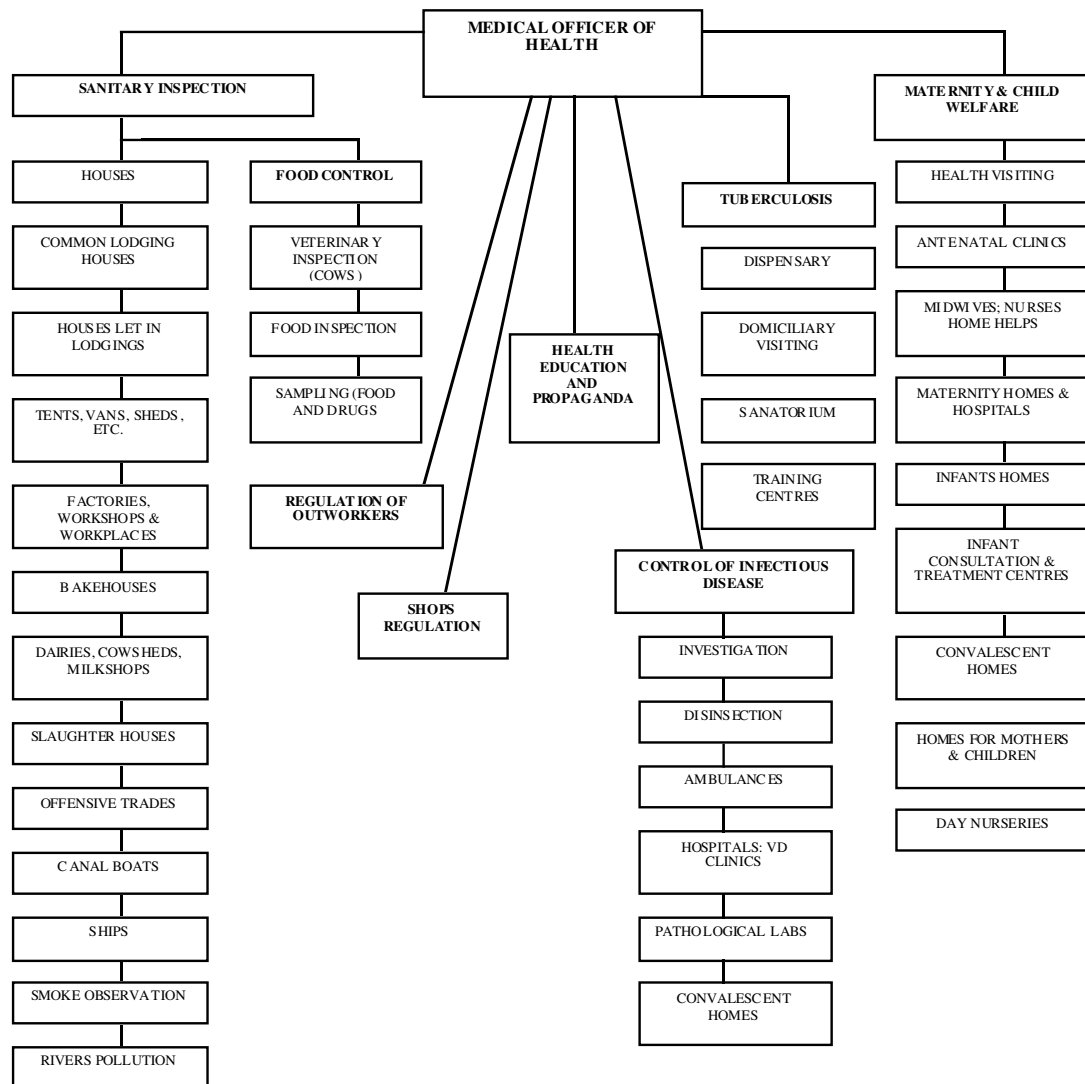 MEDICAL OFFICER OF
HEALTH
SANITARY INSPECTION
HOUSES
COMMON LODGING
HOUSES
HOUSES LET IN
LODGINGS
TENTS, VANS, SHEDS,
ETC.
FACTORIES,
WORKSHOPS &
WORKPLACES
BAKEHOUSES
DAIRIES, COWSHEDS,
MILKSHOPS
SLAUGHTER HOUSES
OFFENSIVE TRADES
CANAL BOATS
SHIPS
SMOKE OBSERVATION
RIVERS POLLUTION
FOOD CONTROL
VETERINARY
INSPECTION
(COWS)
FOOD INSPECTION
SAMPLING (FOOD
AND DRUGS
REGULATION OF
OUTWORKERS
SHOPS
REGULATION
HEALTH
EDUCATION
AND
PROPAGANDA
CONTROL OF INFECTIOUS
DISEASE
INVESTIGATION
DISINSECTION
AMBULANCES
HOSPITALS: VD
CLINICS
PATHOLOGICAL LABS
CONVALESCENT
HOMES
TUBERCULOSIS
DISPENSARY
DOMICILIARY
VISITING
SANATORIUM
TRAINING
CENTRES
MATERNITY & CHILD
WELFARE
HEALTH VISITING
ANTENATAL CLINICS
MIDWIVES; NURSES
HOME HELPS
MATERNITY HOMES &
HOSPITALS
INFANTS HOMES
INFANT
CONSULTATION &
TREATMENT CENTRES
CONVALESCENT
HOMES
HOMES FOR MOTHERS
& CHILDREN
DAY NURSERIES